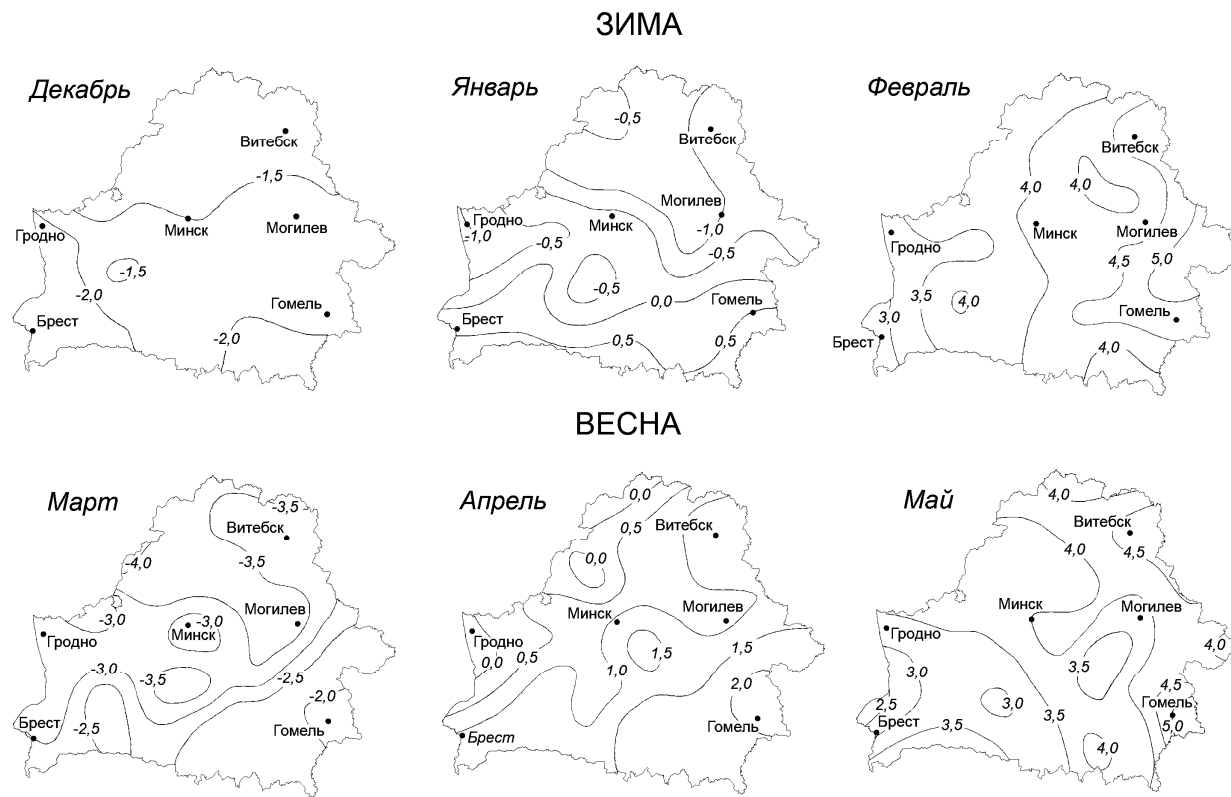 ЗИМА
Декабрь
Витебск
-1,5
Минск
Могилев
Гродно
-1,5
-2,0
Гомель
Брест
-2,0
Январь
-0,5
Витебск
Могилев
Гродно
Минск
-1,0
-0,5
-1,0
-0,5
-0,5
0,0
Гомель
Брест
0,5
0,5
Февраль
Витебск
4,0
4,0
Минск
Могилев
Гродно
4,5
5,0
3,5
4,0
3,0
Гомель
Брест
4,0
ВЕСНА
Март
-3,5
Витебск
-4,0
-3,5
Могилев
-3,0
-3,0
Минск
Гродно
-3,0
-3,5
-2,5
-2,0
Брест
-2,5
Гомель
Апрель
0,0
0,5
Витебск
0,0
Минск
Могилев
Гродно
0,0
0,5
1,5
1,5
1,0
2,0
Гомель
Брест
Май
4,0
Витебск
4,0
4,5
Минск
Могилев
Гродно
4,0
3,5
3,0
4,5
2,5
3,0
Гомель
Брест
3,5
3,5
5,0
4,0